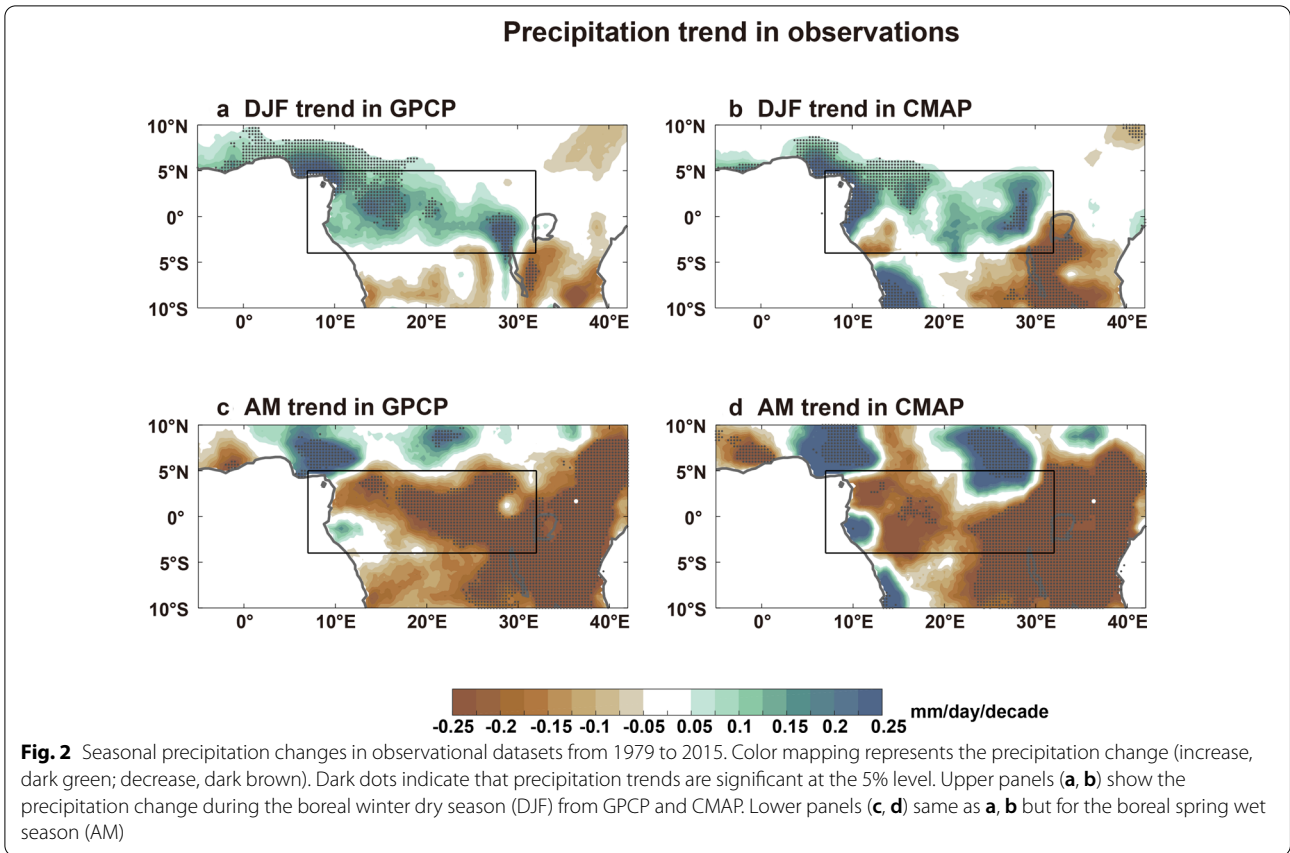 Precipitation trend in observations
a DJF trend in GPCP
b DJF trend in CMAP
10°N
5°N
0°
5°S
10°S
0° 10°E 20°E 30°E 40°E
10°N
5°N
0°
5°S
10°S
0° 10°E 20°E 30°E 40°E
c AM trend in GPCP
d AM trend in CMAP
10°N
5°N
0°
5°S
10°S
0° 10°E 20°E 30°E 40°E
10°N
5°N
0°
5°S
10°S
0° 10°E 20°E 30°E 40°E
-0.25 -0.2 -0.15 -0.1 -0.05 0.05 0.1 0.15 0.2 0.25 mm/day/decade
Fig. 2 Seasonal precipitation changes in observational datasets from 1979 to 2015. Color mapping represents the precipitation change (increase,
dark green; decrease, dark brown). Dark dots indicate that precipitation trends are significant at the 5% level. Upper panels (a, b) show the
precipitation change during the boreal winter dry season (DJF) from GPCP and CMAP. Lower panels (c, d) same as a, b but for the boreal spring wet
season (AM)